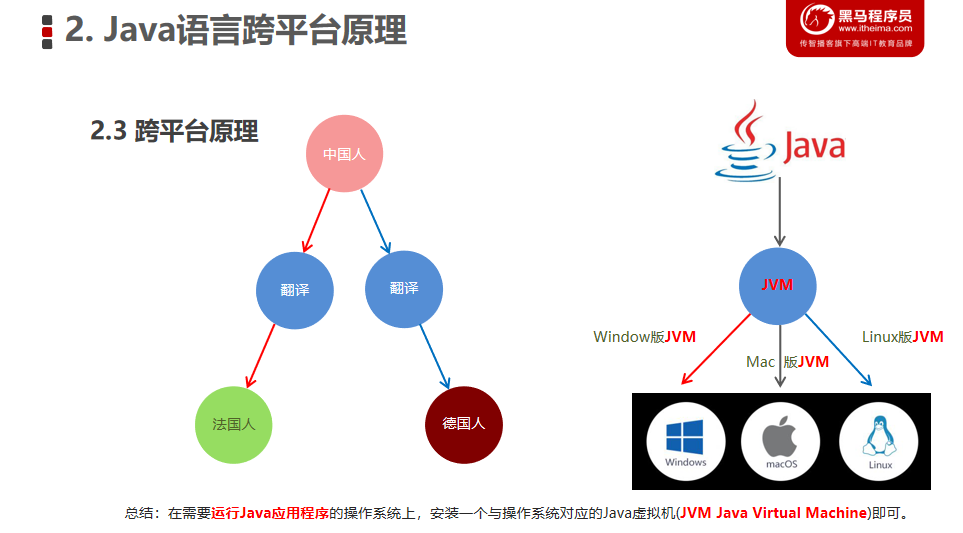 2. Java语言跨平台原理
黑马程序员
www.itheima.com
传智播客旗下高端IT教育品牌
2.3 跨平台原理
中国人
翻译
翻译
法国人
德国人
Java
JVM
Window版JVM
Mac 版JVM
Linux版JVM
Windows
macOS
Linux
总结：在需要运行Java应用程序的操作系统上，安装一个与操作系统对应的Java虚拟机(JVM Java Virtual Machine)即可。